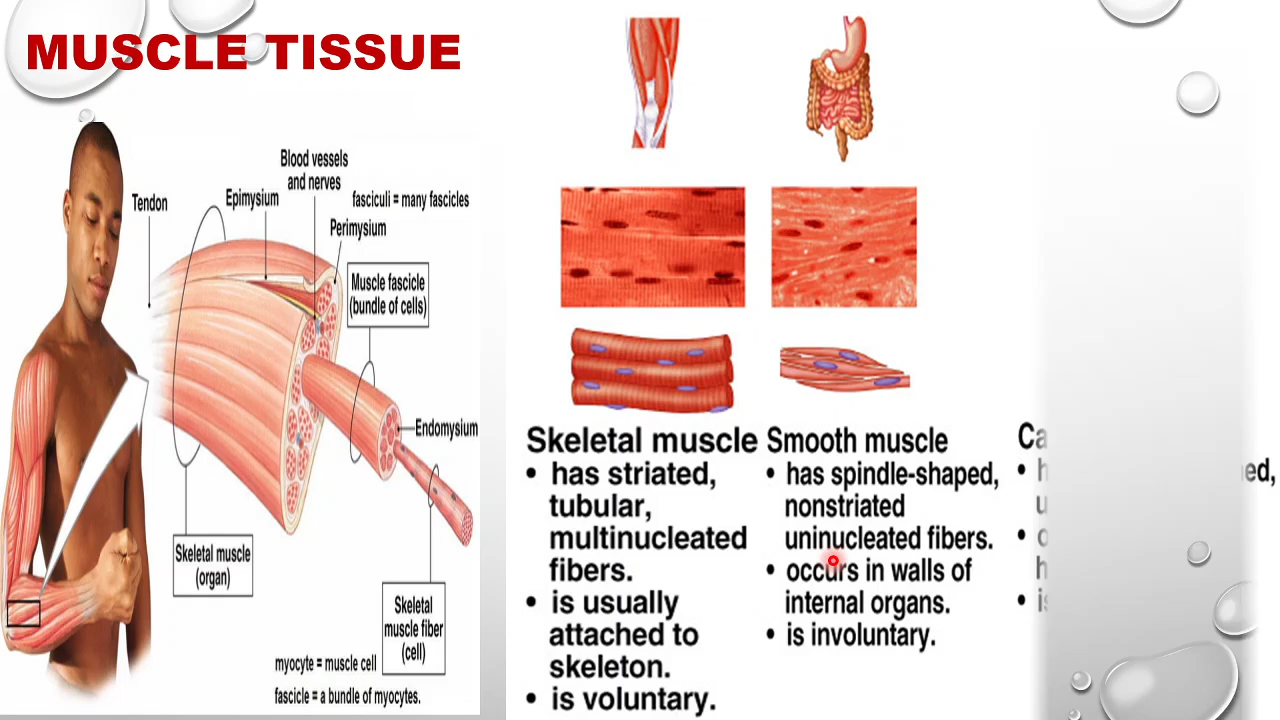 MUSCLE TISSUE
Blood vessels
and nerves
Tendon
Epimysium
fasciculi = many fascicles
Perimysium
Muscle fascicle
(bundle of cells)
Endomysium
Skeletal muscle
(organ)
Skeletal
muscle fiber
(cell)
myocyte = muscle cell
fascicle = a bundle of myocytes.
Skeletal muscle
• has striated,
tubular,
multinucleated
fibers.
• is usually
attached to
skeleton.
• is voluntary.
Smooth muscle
• has spindle-shaped,
nonstriated
uninucleated fibers.
• occurs in walls of
internal organs.
• is involuntary.